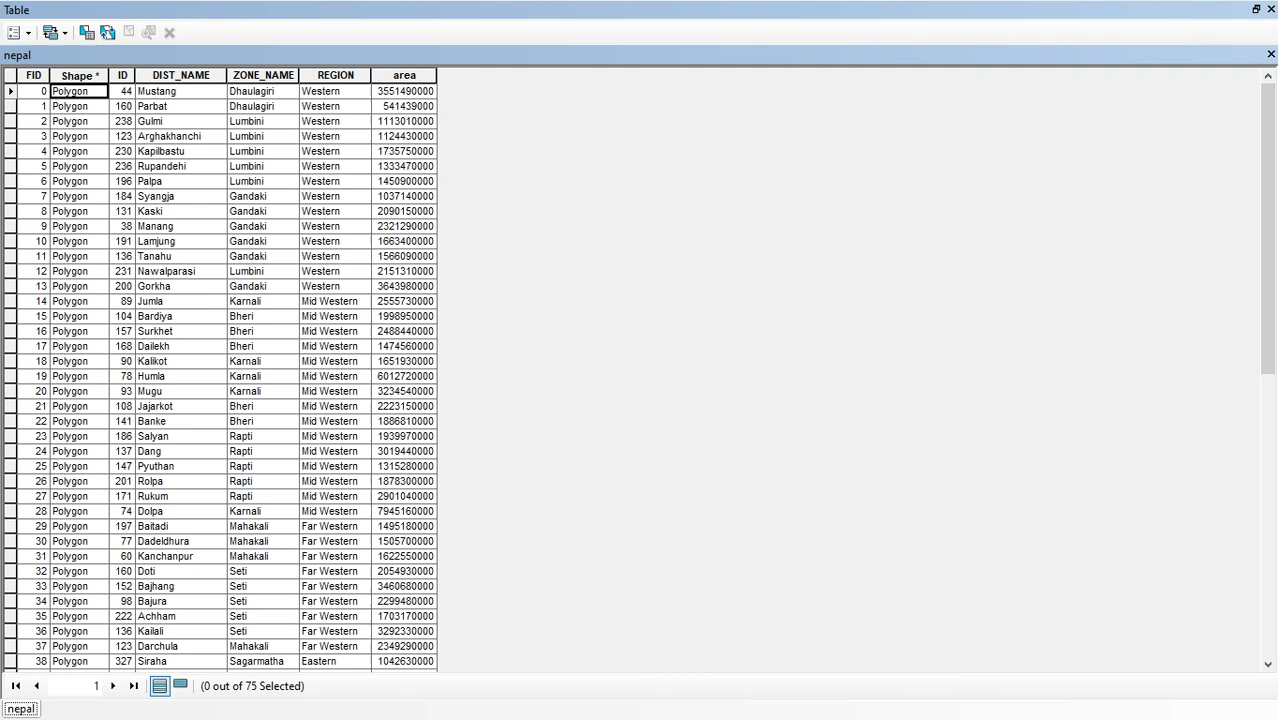 Table
nepal
FID Shape * ID DIST_NAME ZONE_NAME REGION area
0 Polygon 44 Mustang Dhaulagiri Western 3551490000
1 Polygon 160 Parbat Dhaulagiri Western 541439000
2 Polygon 238 Gulmi Lumbini Western 1113010000
3 Polygon 123 Arghakhanchi Lumbini Western 1124430000
4 Polygon 230 Kapilbastu Lumbini Western 1735750000
5 Polygon 236 Rupandehi Lumbini Western 1333470000
6 Polygon 196 Palpa Lumbini Western 1450900000
7 Polygon 184 Syangja Gandaki Western 1037140000
8 Polygon 131 Kaski Gandaki Western 2090150000
9 Polygon 38 Manang Gandaki Western 2321290000
10 Polygon 191 Lamjung Gandaki Western 1663400000
11 Polygon 136 Tanahu Gandaki Western 1566090000
12 Polygon 231 Nawalparasi Lumbini Western 2151310000
13 Polygon 200 Gorkha Gandaki Western 3643980000
14 Polygon 89 Jumla Karnali Mid Western 2555730000
15 Polygon 104 Bardiya Bheri Mid Western 1998950000
16 Polygon 157 Surkhet Bheri Mid Western 2488440000
17 Polygon 168 Dailekh Bheri Mid Western 1474560000
18 Polygon 90 Kalikot Karnali Mid Western 1651930000
19 Polygon 78 Humla Karnali Mid Western 6012720000
20 Polygon 93 Mugu Karnali Mid Western 3234540000
21 Polygon 108 Jajarkot Bheri Mid Western 2223150000
22 Polygon 141 Banke Bheri Mid Western 1886810000
23 Polygon 186 Salyan Rapti Mid Western 1939970000
24 Polygon 137 Dang Rapti Mid Western 3019440000
25 Polygon 147 Pyuthan Rapti Mid Western 1315280000
26 Polygon 201 Rolpa Rapti Mid Western 1878300000
27 Polygon 171 Rukum Rapti Mid Western 2901040000
28 Polygon 74 Dolpa Karnali Mid Western 7945160000
29 Polygon 197 Baitadi Mahakali Far Western 1495180000
30 Polygon 77 Dadeldhura Mahakali Far Western 1505700000
31 Polygon 60 Kanchanpur Mahakali Far Western 1622550000
32 Polygon 160 Doti Seti Far Western 2054930000
33 Polygon 152 Bajhang Seti Far Western 3460680000
34 Polygon 98 Bajura Seti Far Western 2299480000
35 Polygon 222 Achham Seti Far Western 1703170000
36 Polygon 136 Kailali Seti Far Western 3292330000
37 Polygon 123 Darchula Mahakali Far Western 2349290000
38 Polygon 327 Siraha Sagarmatha Eastern 1042630000
1 (0 out of 75 Selected)
nepal